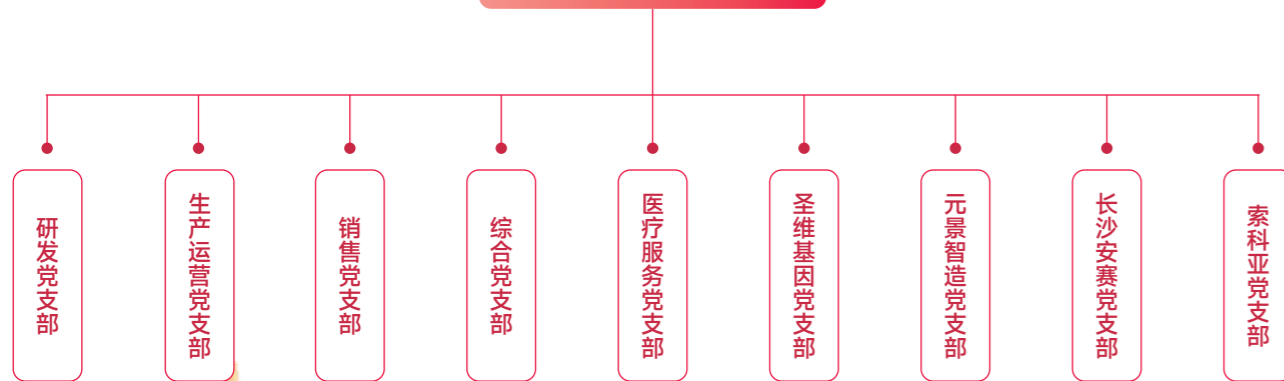 研发党支部
生产运营党支部
销售党支部
综合党支部
医疗服务党支部
圣维基因党支部
元景智造党支部
长沙安赛党支部
索科亚党支部